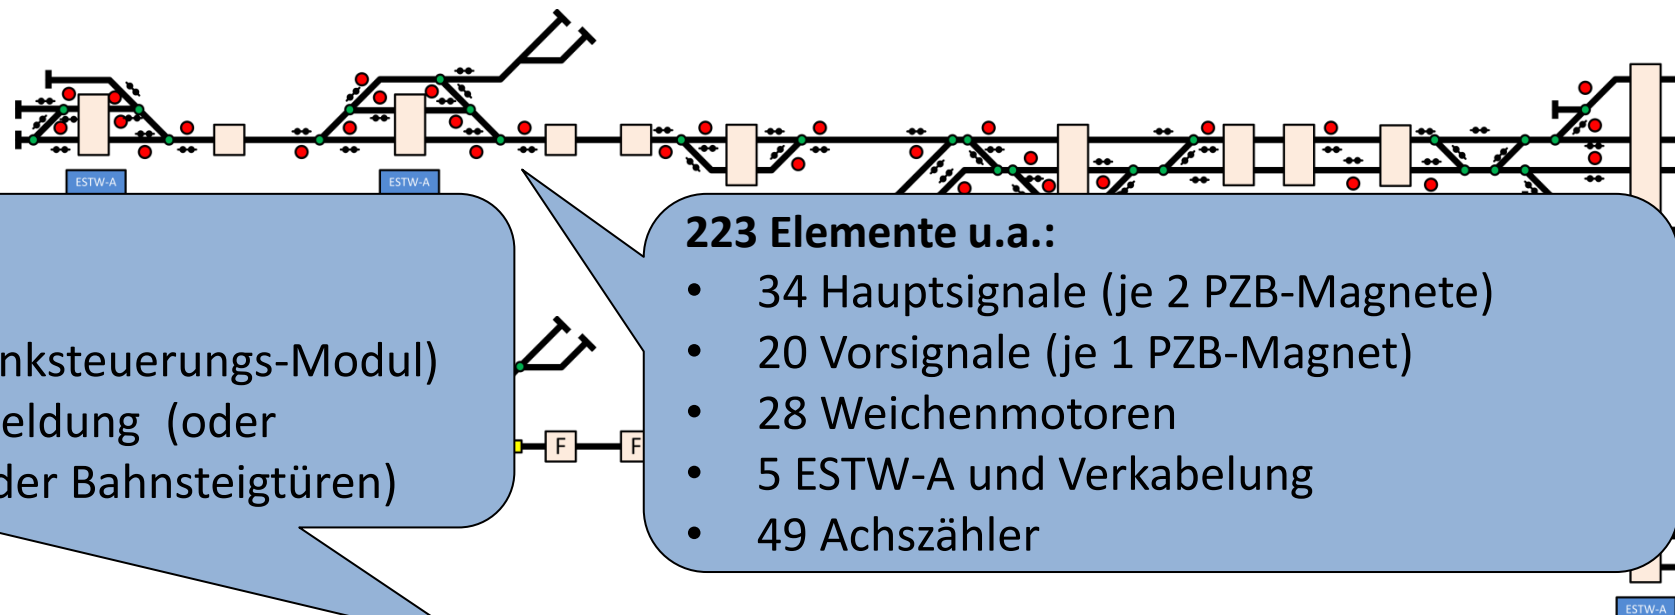 ESTW-A
ESTW-A
223 Elemente u.a.:
• 34 Hauptsignale (je 2 PZB-Magnete)
• 20 Vorsignale (je 1 PZB-Magnet)
• 28 Weichenmotoren
• 5 ESTW-A und Verkabelung
• 49 Achszähler
nksteuerungs-Modul)
eldung (oder
der Bahnsteigtüren)
F
F
ESTW-A